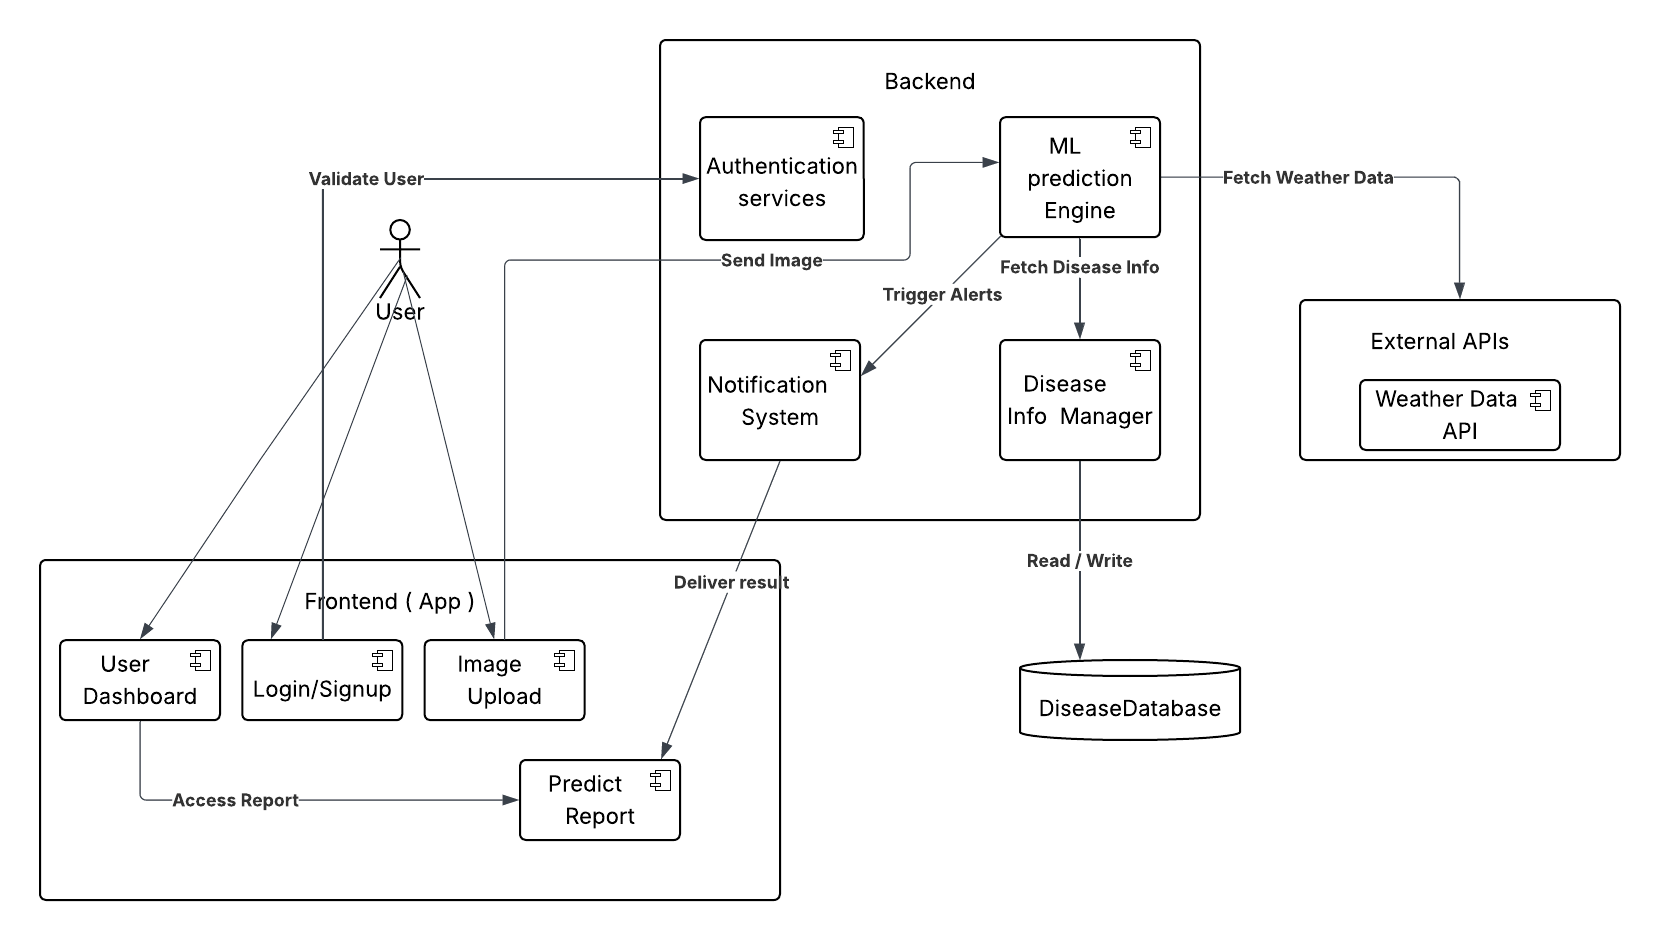 Backend
Authentication
services
ML
prediction
Engine
Validate User
Fetch Weather Data
Send Image
Fetch Disease Info
Trigger Alerts
User
External APIs
Weather Data
API
Notification
System
Disease
Info Manager
Read / Write
Deliver result
Frontend ( App )
User
Dashboard
Login/Signup
Image
Upload
DiseaseDatabase
Access Report
Predict
Report